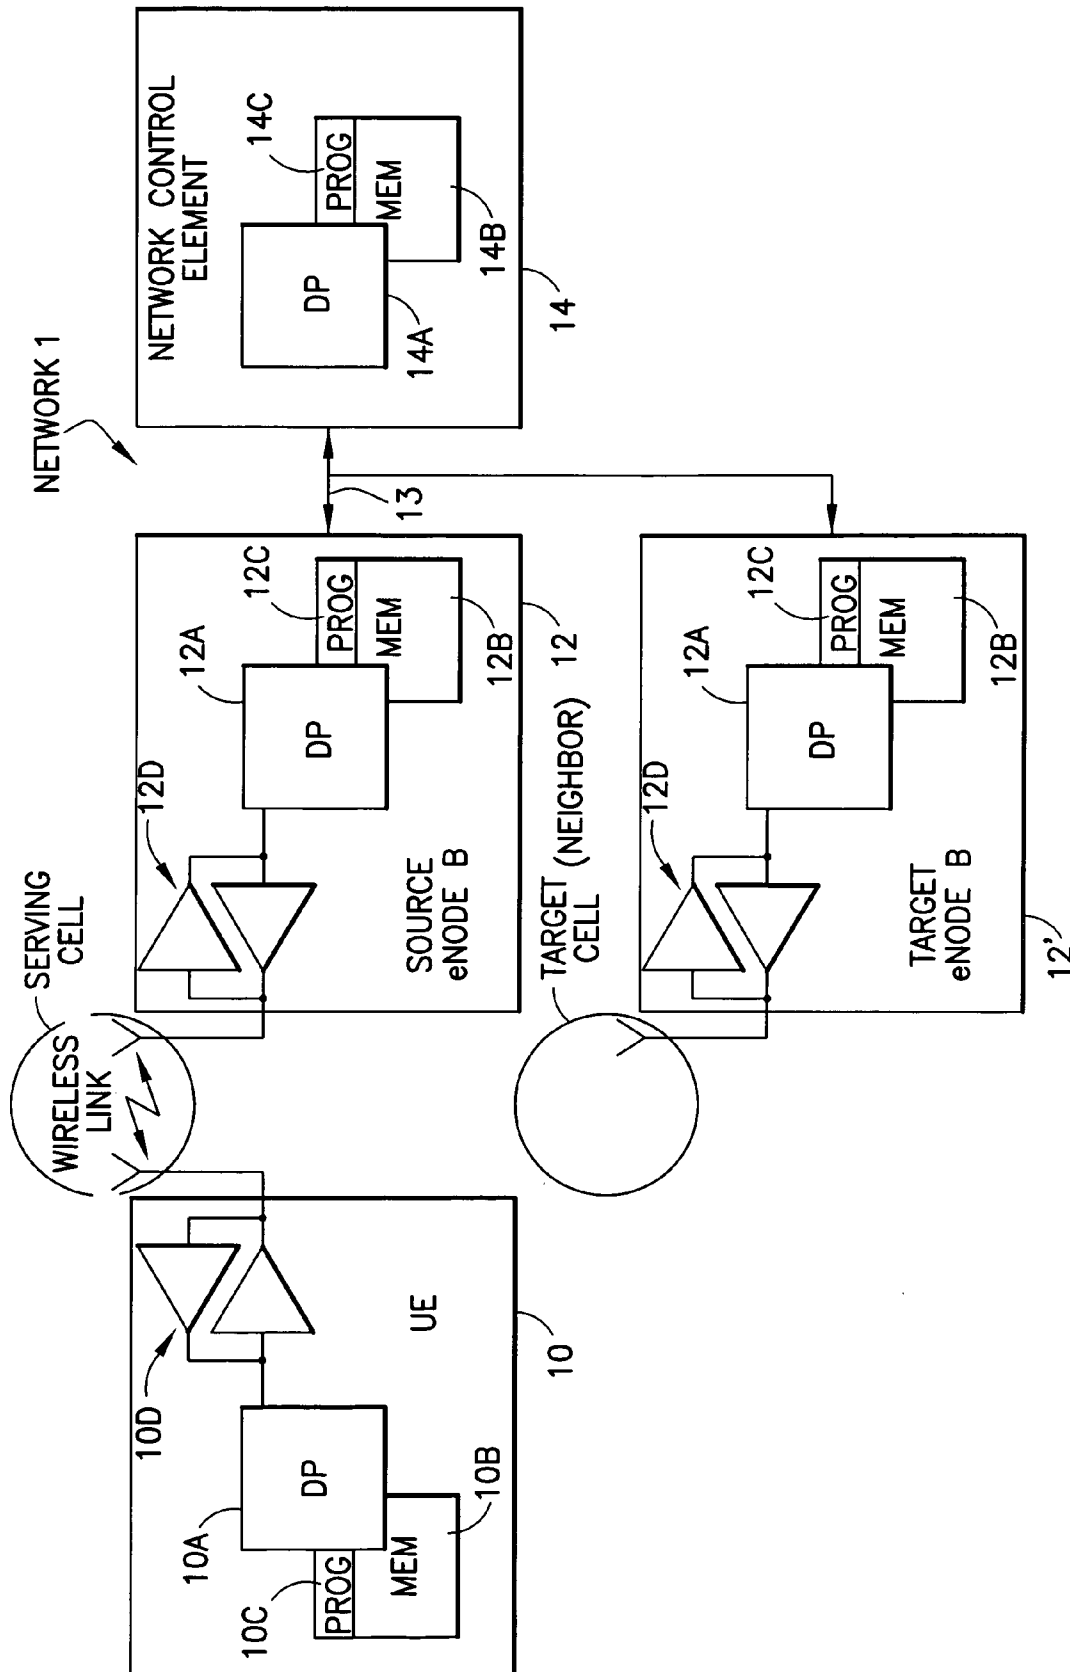 NETWORK 1
SERVING
CELL
WIRELESS
LINK
10D
10A
10C
PROG
DP
MEM
10B
UE
10
12D
12A
12C
PROG
DP
MEM
12B
SOURCE
eNODE B
12
13
NETWORK CONTROL
ELEMENT
14C
PROG
DP
MEM
14A
14B
14
TARGET (NEIGHBOR)
CELL
12D
12A
12C
PROG
DP
MEM
12B
TARGET
eNODE B
12'